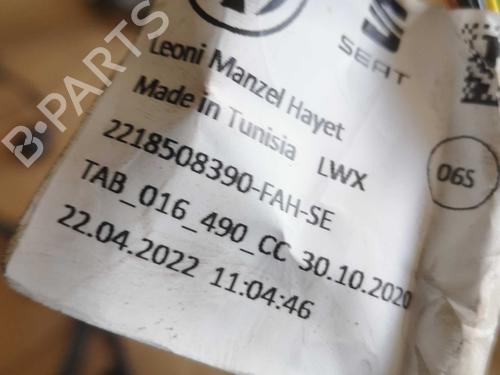 B-PARTS
SEAT
Leoni Manzel Hayet
Made in Tunisia LWX
06S
2218508390-FAH-SE
TAB_016_490_CC 30.10.2020
22.04.2022 11:04:46